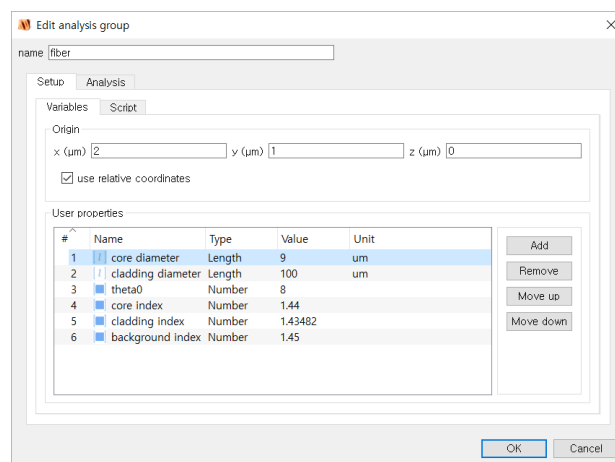 Edit analysis group
name fiber
Setup Analysis
Variables Script
Origin
x (μm) 2 y (μm) 1 z (μm) 0
use relative coordinates
User properties
# Name Type Value Unit
1 core diameter Length 9 um
2 cladding diameter Length 100 um
3 theta0 Number 8
4 core index Number 1.44
5 cladding index Number 1.43482
6 background index Number 1.45
Add
Remove
Move up
Move down
OK Cancel